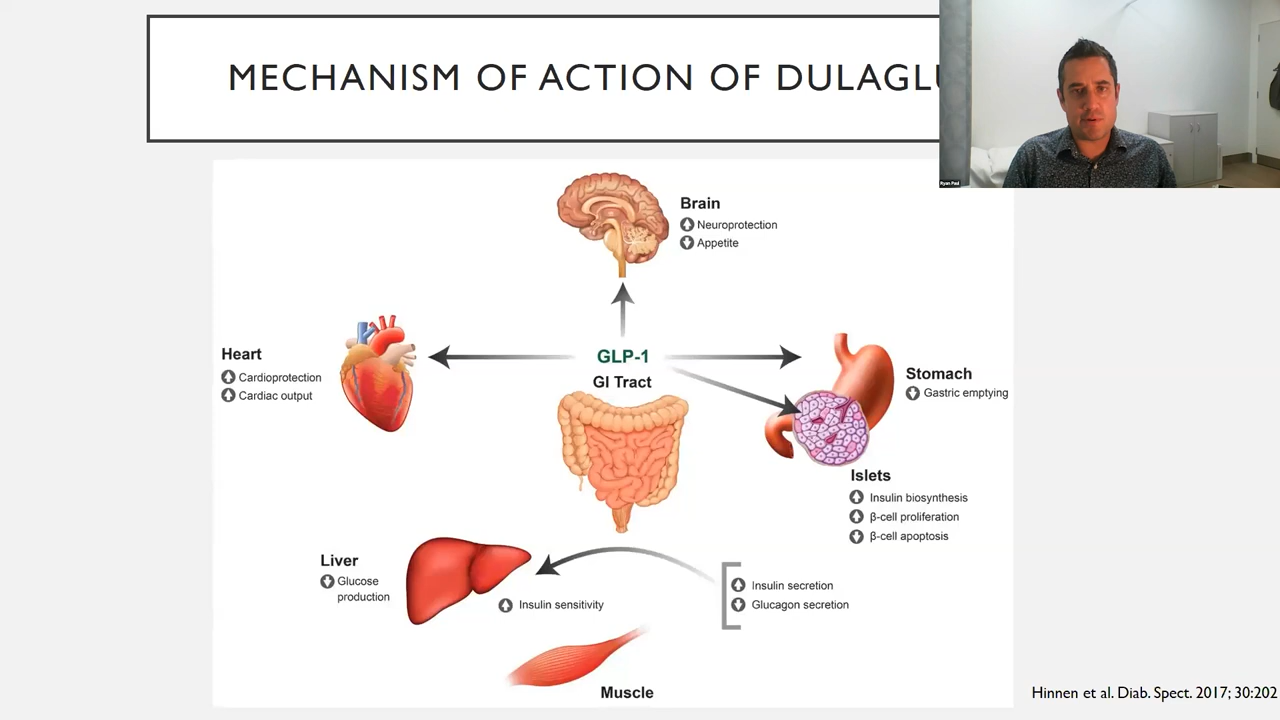 MECHANISM OF ACTION OF DULAGLU
Ryan Paul
Brain
Neuroprotection
Appetite
Heart
Cardioprotection
Cardiac output
GLP-1
GI Tract
Stomach
Gastric emptying
Islets
Insulin biosynthesis
β-cell proliferation
β-cell apoptosis
Liver
Glucose
production
Insulin sensitivity
Insulin secretion
Glucagon secretion
Muscle
Hinnen et al. Diab. Spect. 2017; 30:202